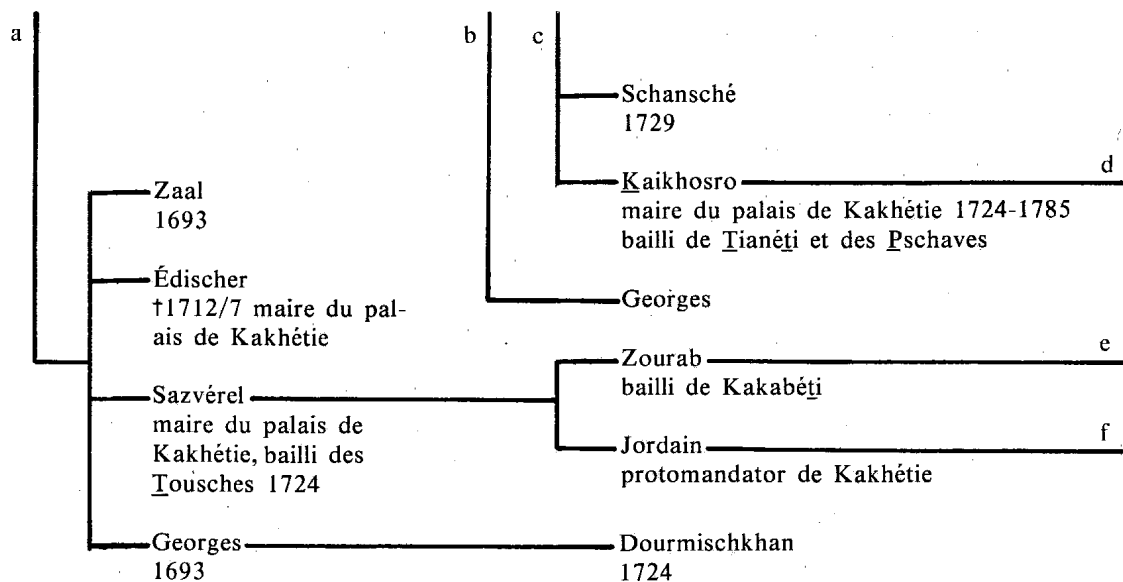 a
b
c
Schansché
1729
Kaikhosro
d
maire du palais de Kakhétie 1724-1785
bailli de Tianéti et des Pschaves
Zaal
1693
Édischer
†1712/7 maire du pal-
ais de Kakhétie
Georges
Zourab
e
bailli de Kakabéti
Sazvérel
maire du palais de
Kakhétie, bailli des
Tousches 1724
Jordain
f
protomandator de Kakhétie
Georges
1693
Dourmischkhan
1724